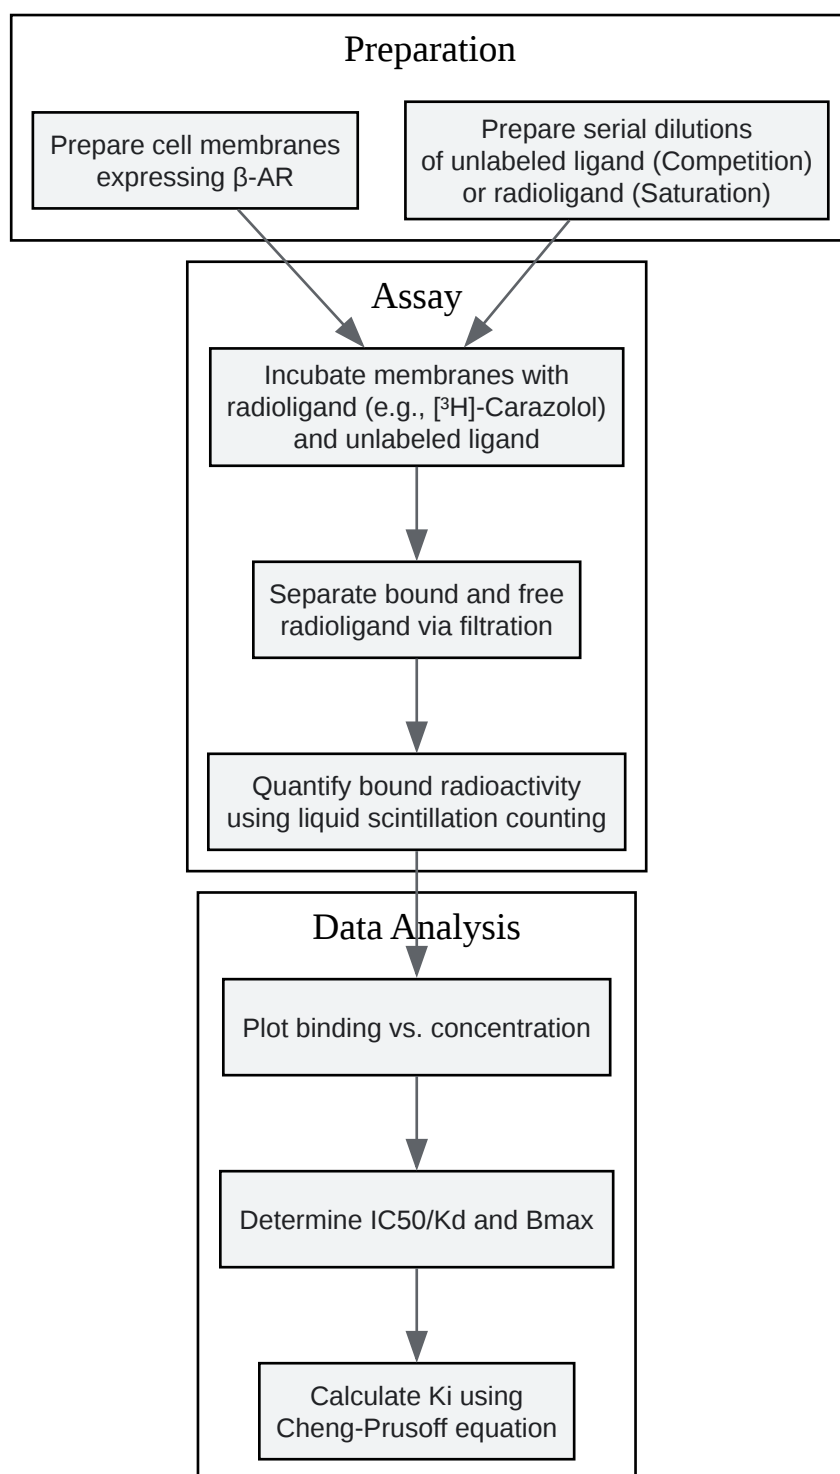 Preparation
Prepare cell membranes
expressing β-AR
Prepare serial dilutions
of unlabeled ligand (Competition)
or radioligand (Saturation)
Assay
Incubate membranes with
radioligand (e.g., [³H]-Carazolol)
and unlabeled ligand
Separate bound and free
radioligand via filtration
Quantify bound radioactivity
using liquid scintillation counting
Data Analysis
Plot binding vs. concentration
Determine IC50/Kd and Bmax
Calculate Ki using
Cheng-Prusoff equation